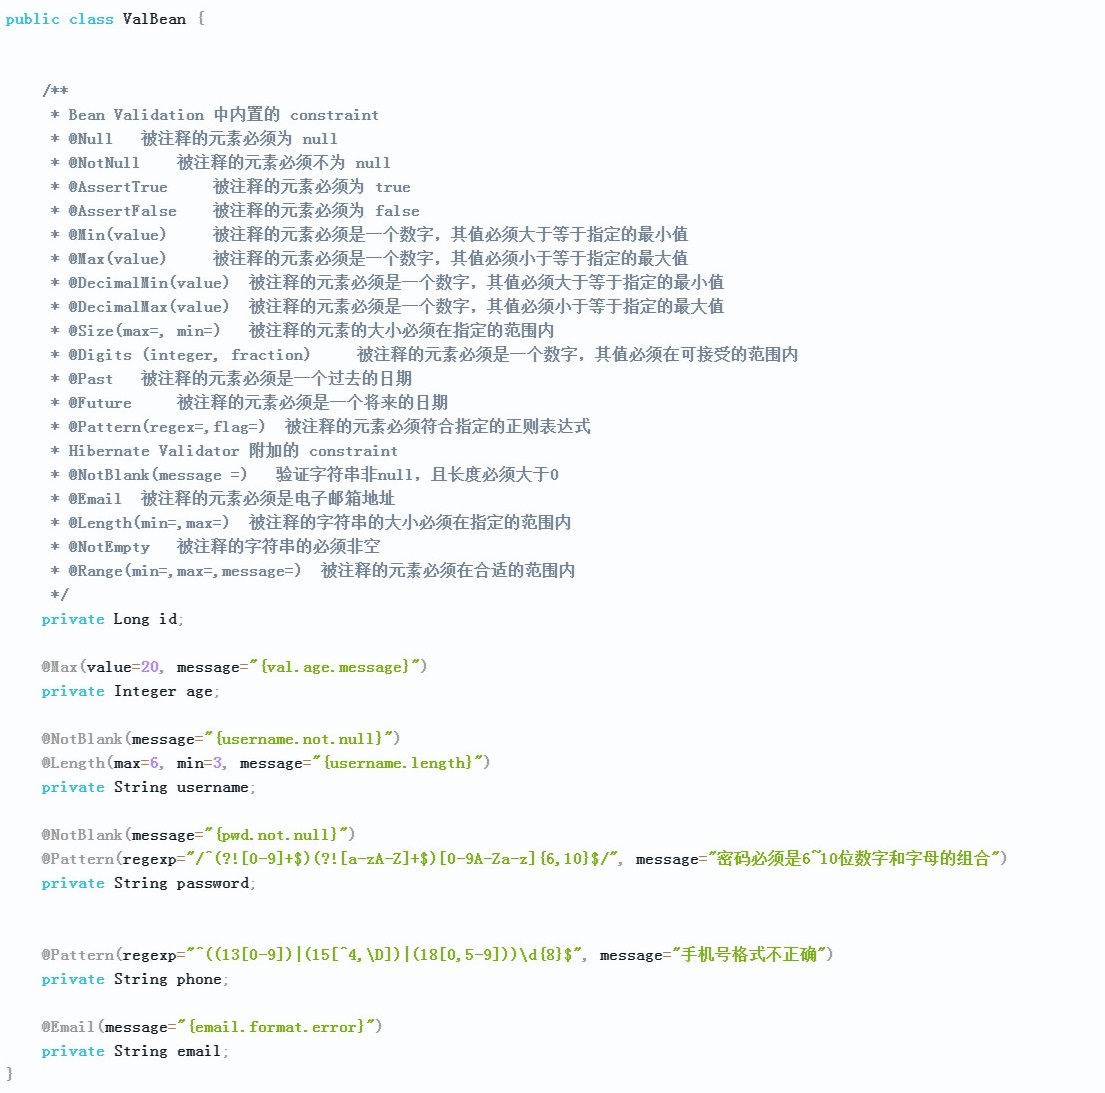 public class ValBean {
/**
* Bean Validation 中内置的 constraint
* @Null   被注释的元素必须为 null
* @NotNull    被注释的元素必须不为 null
* @AssertTrue     被注释的元素必须为 true
* @AssertFalse    被注释的元素必须为 false
* @Min(value)     被注释的元素必须是一个数字，其值必须大于等于指定的最小值
* @Max(value)     被注释的元素必须是一个数字，其值必须小于等于指定的最大值
* @DecimalMin(value)  被注释的元素必须是一个数字，其值必须大于等于指定的最小值
* @DecimalMax(value)  被注释的元素必须是一个数字，其值必须小于等于指定的最大值
* @Size(max=, min=)   被注释的元素的大小必须在指定的范围内
* @Digits (integer, fraction)     被注释的元素必须是一个数字，其值必须在可接受的范围内
* @Past   被注释的元素必须是一个过去的日期
* @Future     被注释的元素必须是一个将来的日期
* @Pattern(regex=,flag=)  被注释的元素必须符合指定的正则表达式
* Hibernate Validator 附加的 constraint
* @NotBlank(message =)   验证字符串非null，且长度必须大于0
* @Email  被注释的元素必须是电子邮箱地址
* @Length(min=,max=)  被注释的字符串的大小必须在指定的范围内
* @NotEmpty   被注释的字符串的必须非空
* @Range(min=,max=,message=)  被注释的元素必须在合适的范围内
*/
private Long id;
@Max(value=20, message="{val.age.message}")
private Integer age;
@NotBlank(message="{username.not.null}")
@Length(max=6, min=3, message="{username.length}")
private String username;
@NotBlank(message="{pwd.not.null}")
@Pattern(regexp="/^(?![0-9]+$)(?![a-zA-Z]+$)[0-9A-Za-z]{6,10}$/", message="密码必须是6~10位数字和字母的组合")
private String password;
@Pattern(regexp="^((13[0-9])|(15[^4,\D])|(18[0,5-9]))\d{8}$", message="手机号格式不正确")
private String phone;
@Email(message="{email.format.error}")
private String email;
}